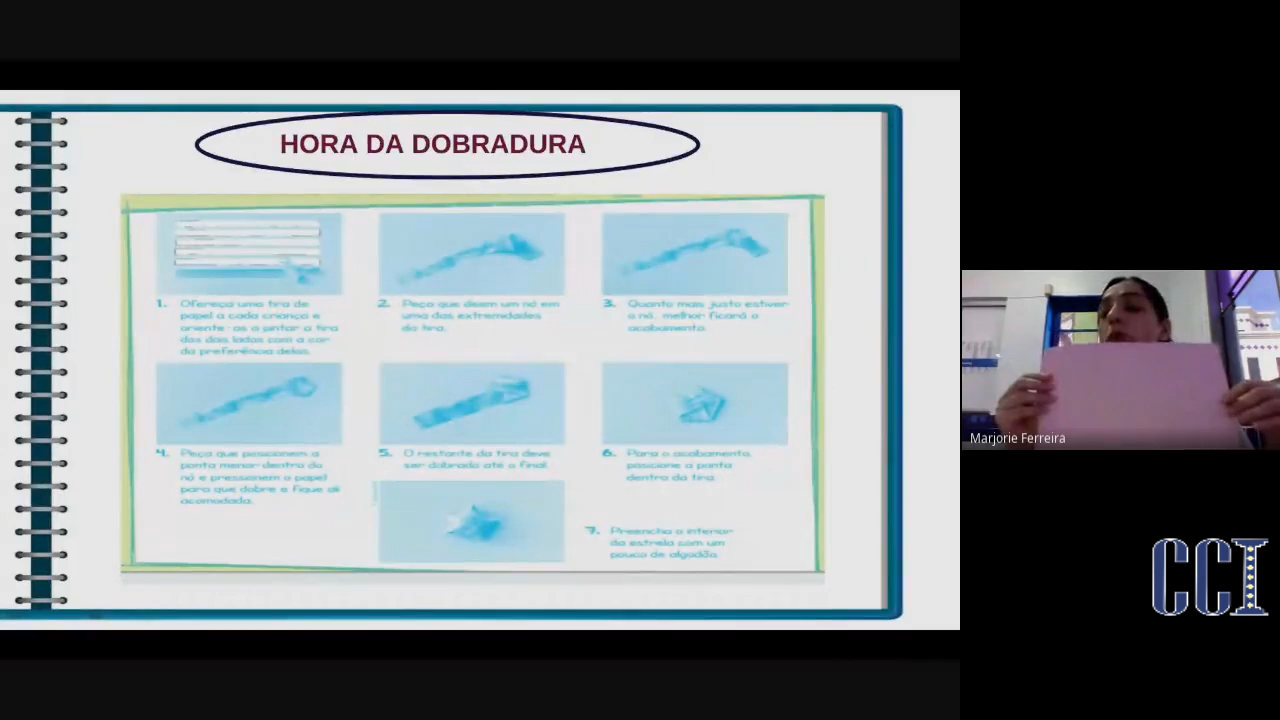 HORA DA DOBRADURA
1. Ofereça uma tira de
papel a cada criança e
oriente-as a pintar a tira
dos dois lados com a cor
da preferência delas.
2. Peça que deem um nó em
uma das extremidades
da tira.
3. Quanto mais justo estiver
o nó, melhor ficará o
acabamento.
4. Peça que posicionem a
ponta menor dentro do
nó e pressionem o papel
para que dobre e fique ali
acomodada.
5. O restante da tira deve
ser dobrado até o final.
6. Para o acabamento,
posicione a ponta
dentro da tira.
7. Preencha o interior
da estrela com um
pouco de algodão.
Marjorie Ferreira
CCI